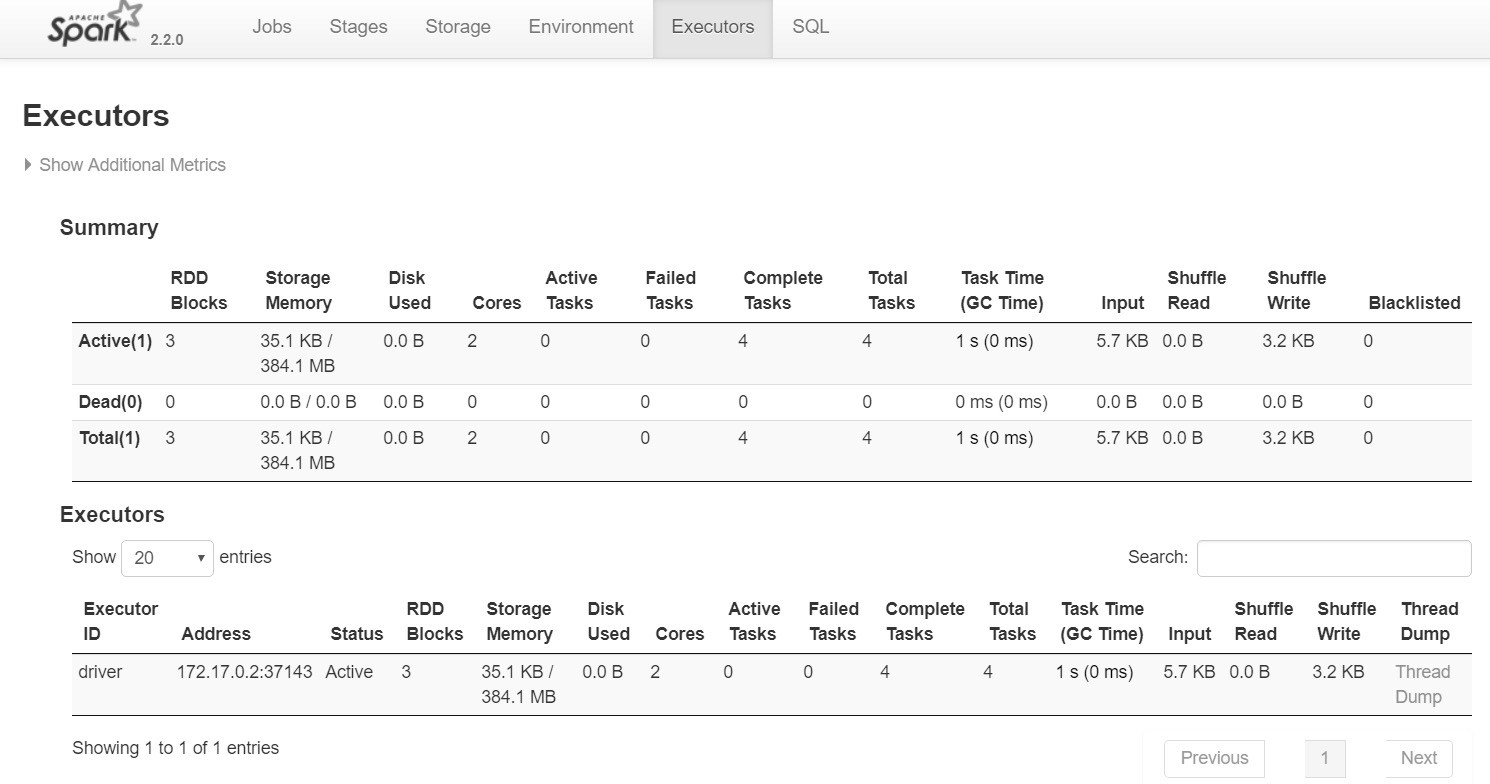 APACHE
Spark 2.2.0 Jobs Stages Storage Environment Executors SQL
Executors
Show Additional Metrics
Summary
RDD Storage Disk Active Failed Complete Total Task Time Shuffle Shuffle
Blocks Memory Used Cores Tasks Tasks Tasks Tasks (GC Time) Input Read Write Blacklisted
Active(1) 3 35.1 KB / 0.0 B 2 0 0 4 4 1 s (0 ms) 5.7 KB 0.0 B 3.2 KB 0
384.1 MB
Dead(0) 0 0.0 B / 0.0 B 0.0 B 0 0 0 0 0 0 ms (0 ms) 0.0 B 0.0 B 0.0 B 0
Total(1) 3 35.1 KB / 0.0 B 2 0 0 4 4 1 s (0 ms) 5.7 KB 0.0 B 3.2 KB 0
384.1 MB
Executors
Show 20 entries Search:
Executor RDD Storage Disk Active Failed Complete Total Task Time Shuffle Shuffle Thread
ID Address Status Blocks Memory Used Cores Tasks Tasks Tasks Tasks (GC Time) Input Read Write Dump
driver 172.17.0.2:37143 Active 3 35.1 KB / 0.0 B 2 0 0 4 4 1 s (0 ms) 5.7 KB 0.0 B 3.2 KB Thread
384.1 MB Dump
Showing 1 to 1 of 1 entries
Previous 1 Next